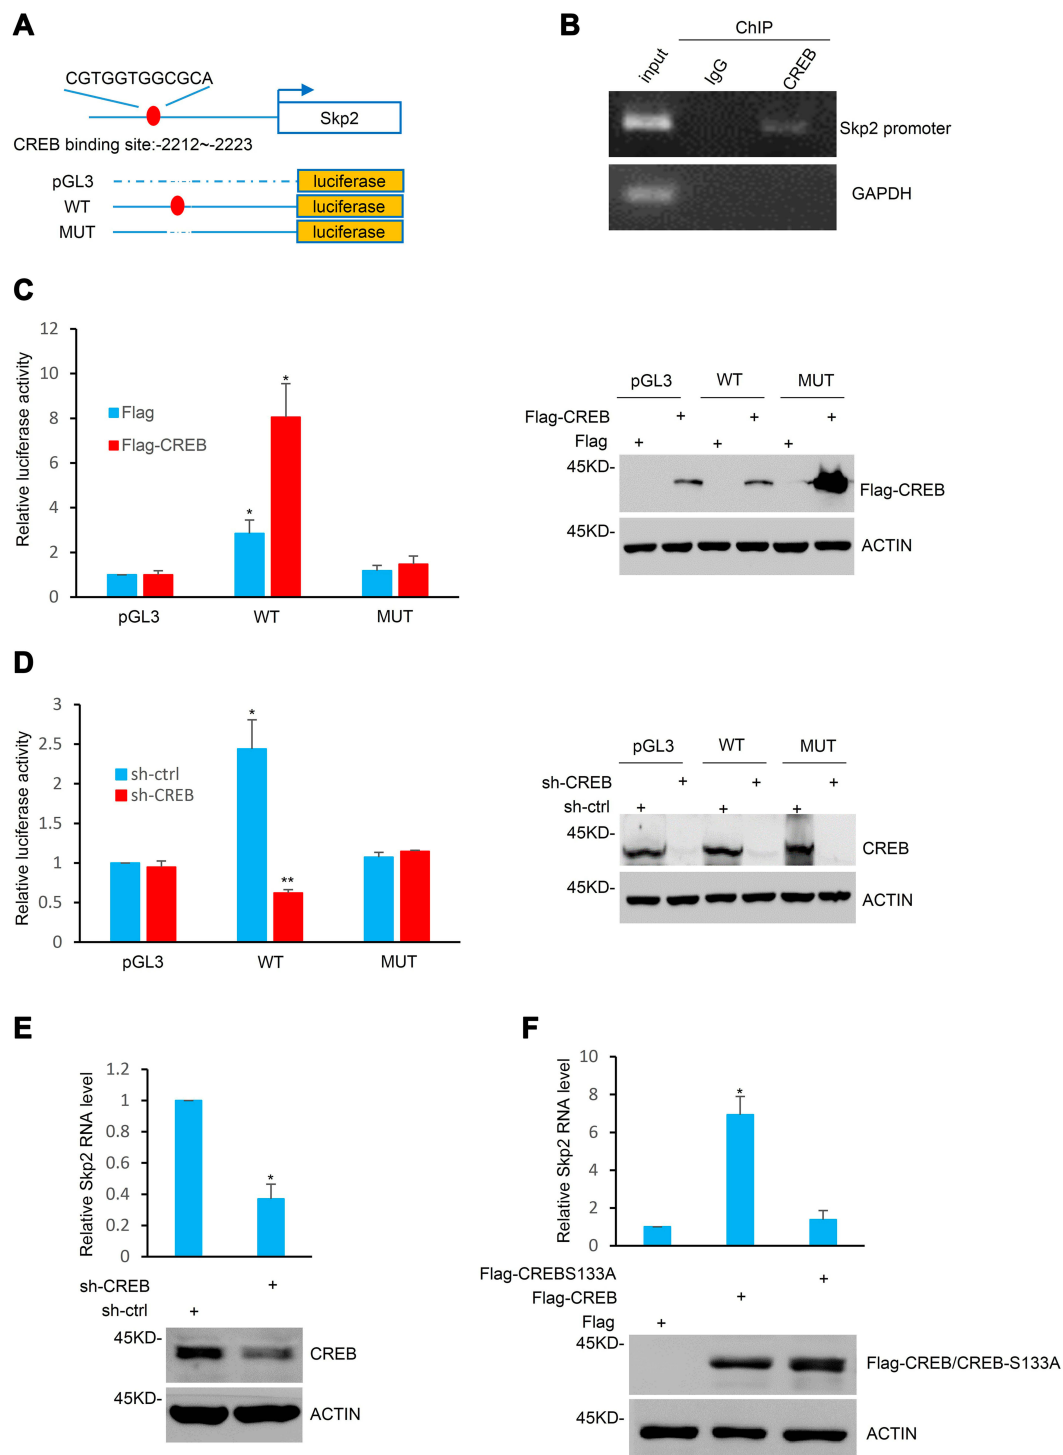 A
CGTGGTGGCGCA
Skp2
CREB binding site:-2212~-2223
pGL3 luciferase
WT luciferase
MUT luciferase
B
ChIP
input IgG CREB
Skp2 promoter
GAPDH
C
Relative luciferase activity
12
10
8
6
4
2
0
Flag
Flag-CREB
*
*
pGL3 WT MUT
pGL3 WT MUT
Flag-CREB + + +
Flag + + +
45KD-
Flag-CREB
45KD-
ACTIN
D
Relative luciferase activity
3
2.5
2
1.5
1
0.5
0
sh-ctrl
sh-CREB
*
**
pGL3 WT MUT
pGL3 WT MUT
sh-CREB + + +
sh-ctrl + + +
45KD-
CREB
45KD-
ACTIN
E
Relative Skp2 RNA level
1.2
1
0.8
0.6
0.4
0.2
0
*
sh-CREB +
sh-ctrl +
45KD-
CREB
45KD-
ACTIN
F
Relative Skp2 RNA level
10
8
6
4
2
0
*
Flag-CREBS133A +
Flag-CREB +
Flag +
45KD-
Flag-CREB/CREB-S133A
45KD-
ACTIN